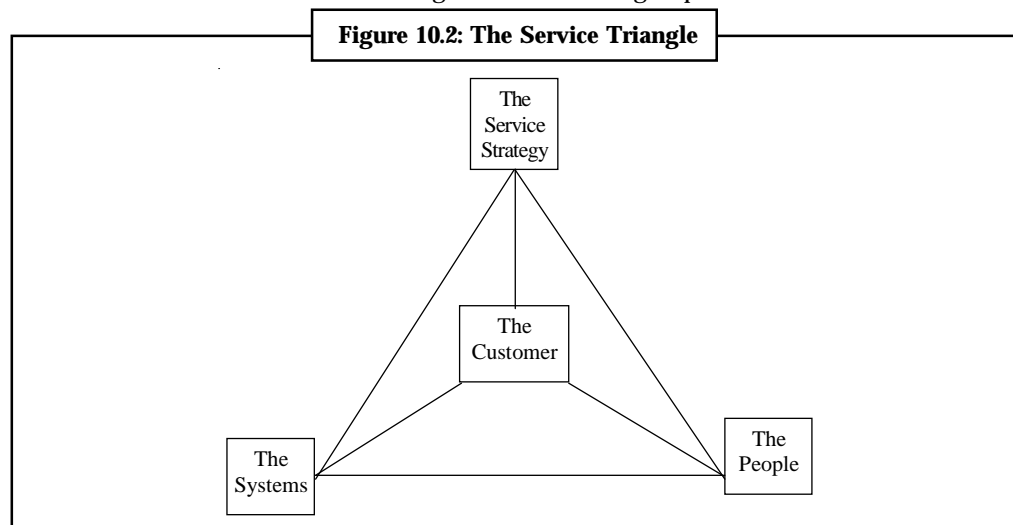 Figure 10.2: The Service Triangle
The
Service
Strategy
The
Customer
The
Systems
The
People